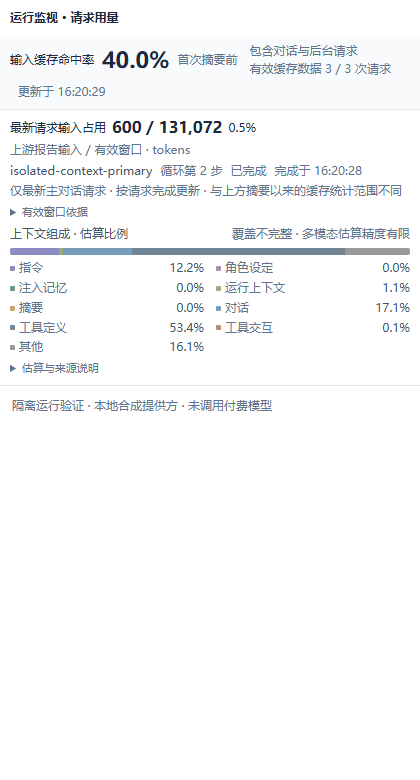 运行监视 · 请求用量
输入缓存命中率 40.0% 首次摘要前 包含对话与后台请求
有效缓存数据 3 / 3 次请求
更新于 16:20:29
最新请求输入占用 600 / 131,072 0.5%
上游报告输入 / 有效窗口 · tokens
isolated-context-primary 循环第 2 步 已完成 完成于 16:20:28
仅最新主对话请求 · 按请求完成更新 · 与上方摘要以来的缓存统计范围不同
▶ 有效窗口依据
上下文组成 · 估算比例 覆盖不完整 · 多模态估算精度有限
指令 12.2% 角色设定 0.0%
注入记忆 0.0% 运行上下文 1.1%
摘要 0.0% 对话 17.1%
工具定义 53.4% 工具交互 0.1%
其他 16.1%
▶ 估算与来源说明
隔离运行验证 · 本地合成提供方 · 未调用付费模型